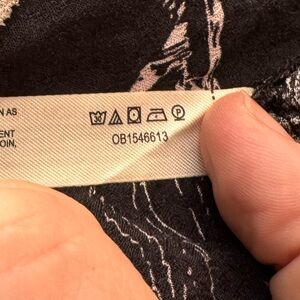 N AS
ENT
OIN,
OB1546613